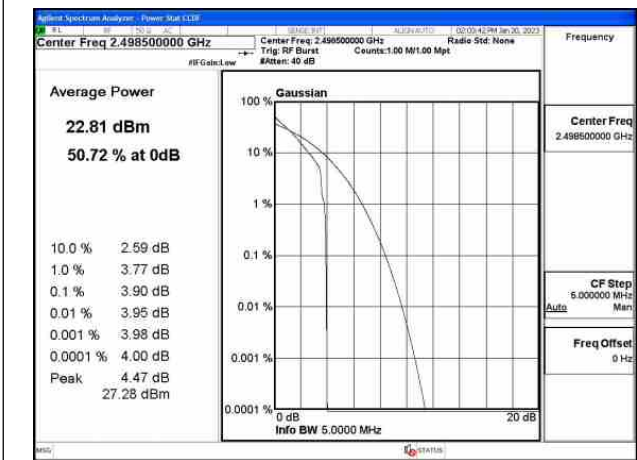 Agilent Spectrum Analyzer - Power Stat CCDF
RL RF 50 Ω AC SENSE:INT ALIGN AUTO 02:03:42 PM Jan 20, 2023
Center Freq 2.498500000 GHz
Center Freq: 2.498500000 GHz Radio Std: None
Trig: RF Burst Counts:1.00 M/1.00 Mpt
#IFGain:Low #Atten: 40 dB
Frequency
Average Power
22.81 dBm
50.72 % at 0dB
10.0 % 2.59 dB
1.0 % 3.77 dB
0.1 % 3.90 dB
0.01 % 3.95 dB
0.001 % 3.98 dB
0.0001 % 4.00 dB
Peak 4.47 dB
27.28 dBm
Gaussian
100 %
10 %
1 %
0.1 %
0.01 %
0.001 %
0.0001 %
0 dB 20 dB
Info BW 5.0000 MHz
Center Freq
2.498500000 GHz
CF Step
5.000000 MHz
Auto Man
Freq Offset
0 Hz
MSG STATUS